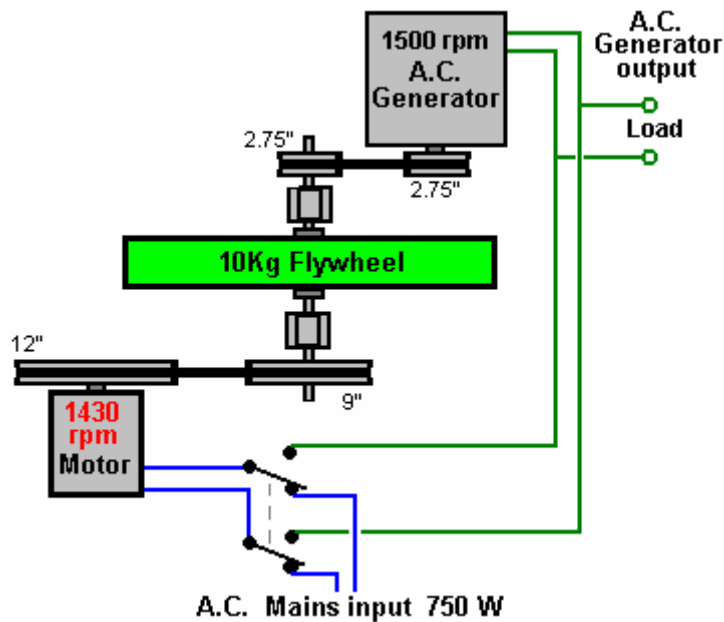 A.C.
Generator
output
1500 rpm
A.C.
Generator
Load
2.75"
2.75"
10Kg Flywheel
12"
9"
1430
rpm
Motor
A.C. Mains input 750 W